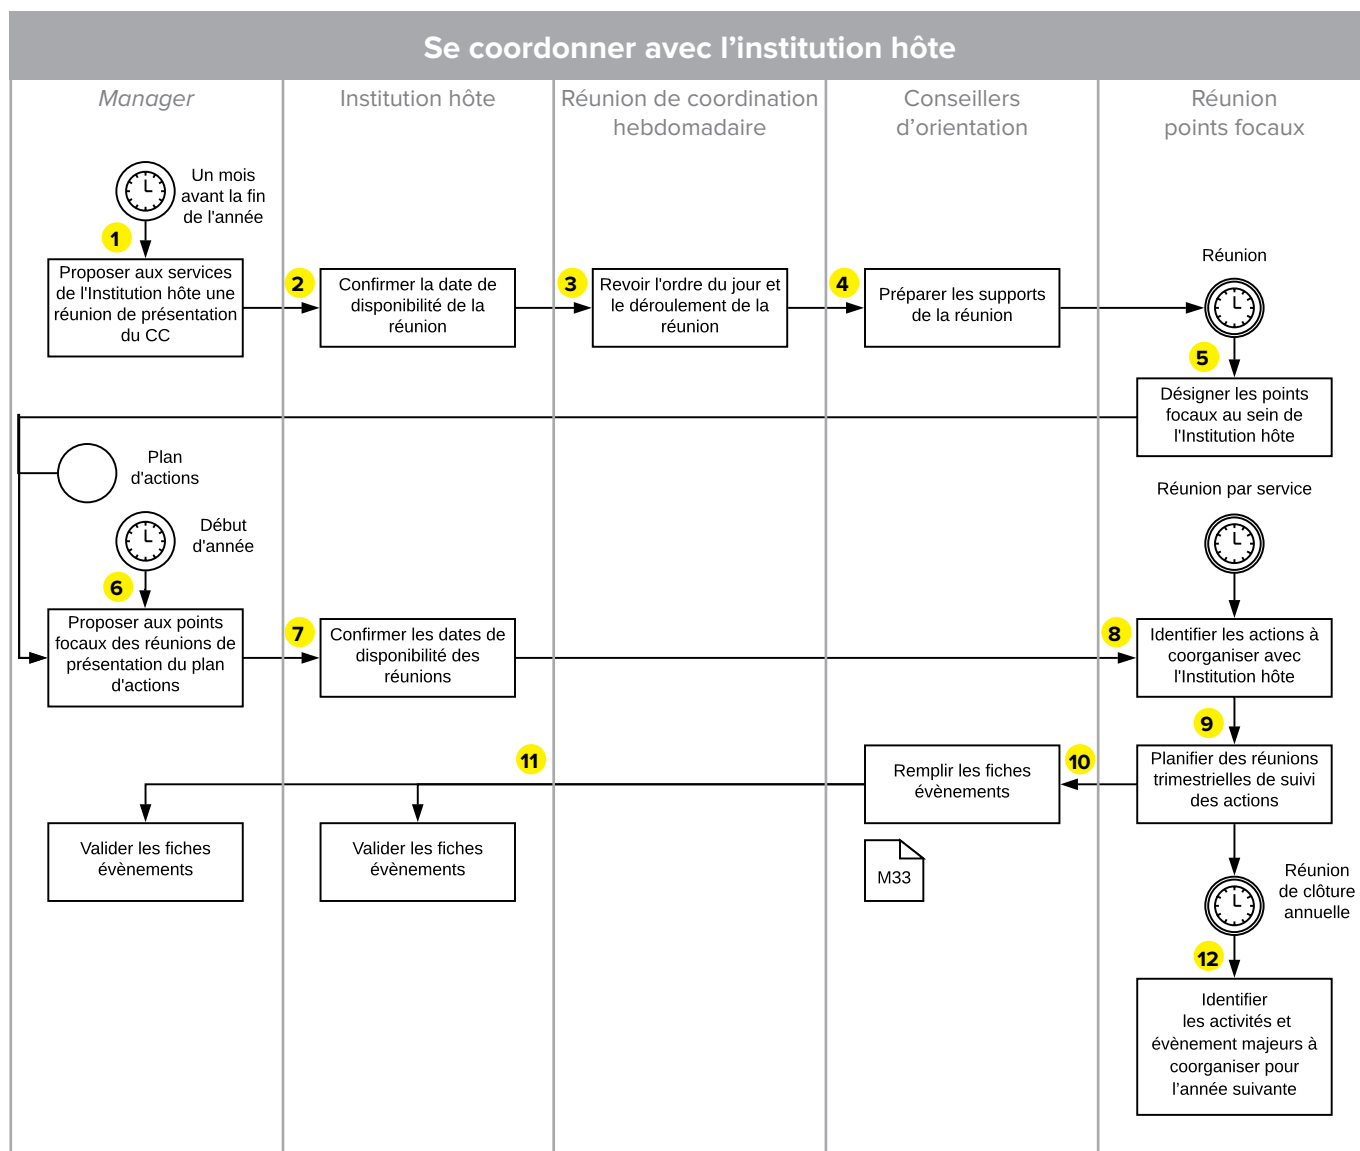 Se coordonner avec l’institution hôte
Manager
Institution hôte
Réunion de coordination
hebdomadaire
Conseillers
d’orientation
Réunion
points focaux
Un mois
avant la fin
de l'année
1
Proposer aux services
de l'Institution hôte une
réunion de présentation
du CC
2
Confirmer la date de
disponibilité de la
réunion
3
Revoir l'ordre du jour et
le déroulement de la
réunion
4
Préparer les supports
de la réunion
Réunion
5
Désigner les points
focaux au sein de
l'Institution hôte
Plan
d'actions
Début
d'année
Réunion par service
6
Proposer aux points
focaux des réunions de
présentation du plan
d'actions
7
Confirmer les dates de
disponibilité des
réunions
8
Identifier les actions à
coorganiser avec
l'Institution hôte
9
Planifier des réunions
trimestrielles de suivi
des actions
10
Remplir les fiches
évènements
M33
11
Valider les fiches
évènements
Valider les fiches
évènements
Réunion
de clôture
annuelle
12
Identifier
les activités et
évènement majeurs à
coorganiser pour
l’année suivante